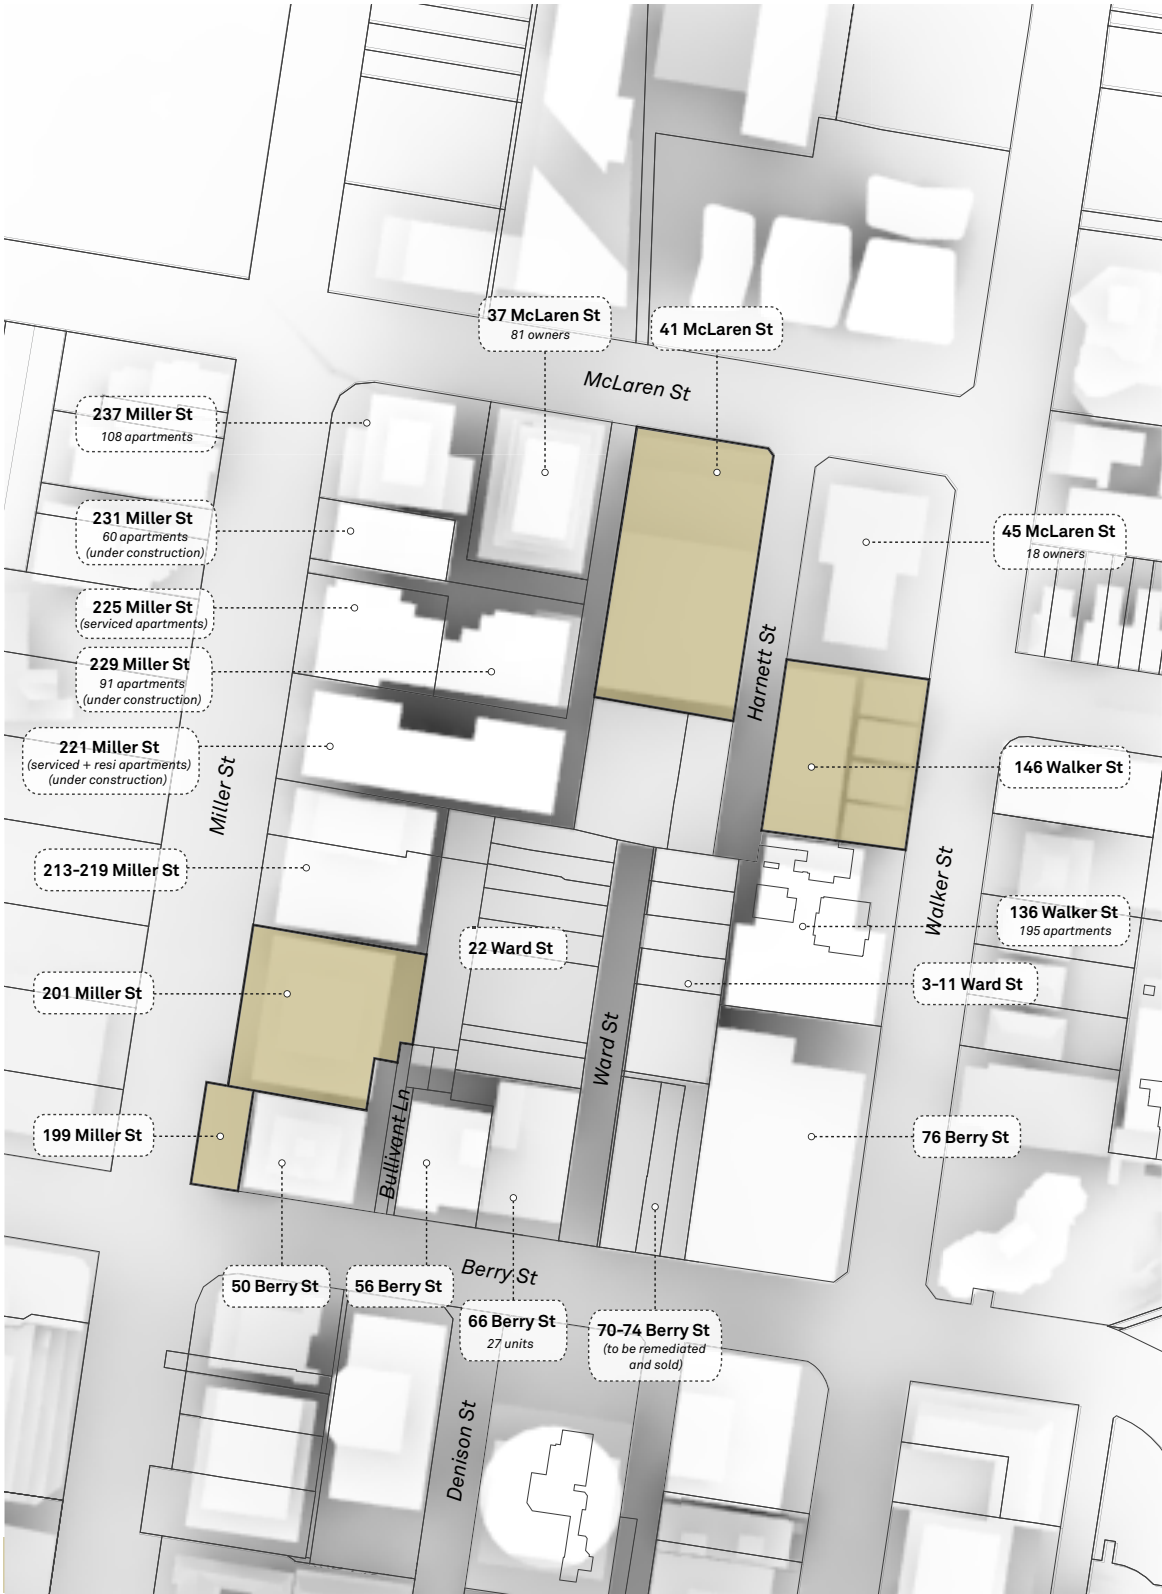 37 McLaren St
81 owners
41 McLaren St
McLaren St
237 Miller St
108 apartments
231 Miller St
60 apartments
(under construction)
45 McLaren St
18 owners
225 Miller St
(serviced apartments)
229 Miller St
91 apartments
(under construction)
Harnett St
221 Miller St
(serviced + resi apartments)
(under construction)
Miller St
146 Walker St
213-219 Miller St
Walker St
136 Walker St
195 apartments
22 Ward St
201 Miller St
3-11 Ward St
Ward St
199 Miller St
Bullivant Ln
76 Berry St
Berry St
50 Berry St
56 Berry St
66 Berry St
27 units
70-74 Berry St
(to be remediated
and sold)
Denison St